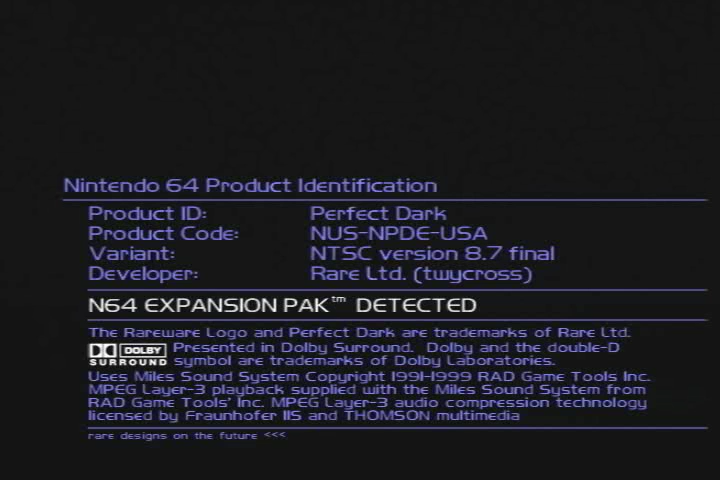 Nintendo 64 Product Identification
Product ID: Perfect Dark
Product Code: NUS-NPDE-USA
Variant: NTSC version 8.7 final
Developer: Rare Ltd. (twycross)
N64 EXPANSION PAK™ DETECTED
The Rareware Logo and Perfect Dark are trademarks of Rare Ltd.
DOLBY SURROUND
Presented in Dolby Surround. Dolby and the double-D
symbol are trademarks of Dolby Laboratories.
Uses Miles Sound System Copyright 1991-1999 RAD Game Tools Inc.
MPEG Layer-3 playback supplied with the Miles Sound System from
RAD Game Tools' Inc. MPEG Layer-3 audio compression technology
licensed by Fraunhofer IIS and THOMSON multimedia
rare designs on the future <<<